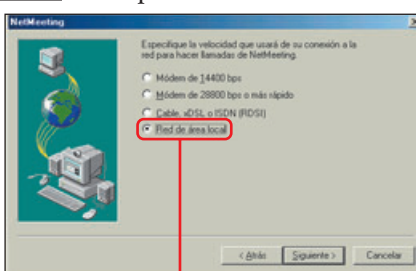 NetMeeting
Especifique la velocidad que usará de su conexión a la
red para hacer llamadas de NetMeeting.
Módem de 14400 bps
Módem de 28800 bps o más rápido
Cable, xDSL o ISDN (RDSI)
Red de área local
< Atrás Siguiente > Cancelar